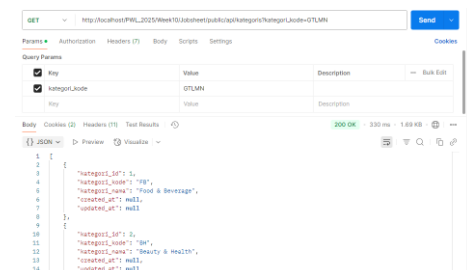 GET http://localhost/PWL_2025/Week10/Jobsheet/public/api/kategoris?kategori_kode=GTLMN Send
Params Authorization Headers (7) Body Scripts Settings Cookies
Query Params
Key Value Description Bulk Edit
kategori_kode GTLMN
Key Value Description
Body Cookies (2) Headers (11) Test Results 200 OK 330 ms 1.69 KB
{} JSON Preview Visualize
1 [
2 {
3 "kategori_id": 1,
4 "kategori_kode": "FB",
5 "kategori_nama": "Food & Beverage",
6 "created_at": null,
7 "updated_at": null
8 },
9 {
10 "kategori_id": 2,
11 "kategori_kode": "BH",
12 "kategori_nama": "Beauty & Health",
13 "created_at": null,
14 "updated_at": null